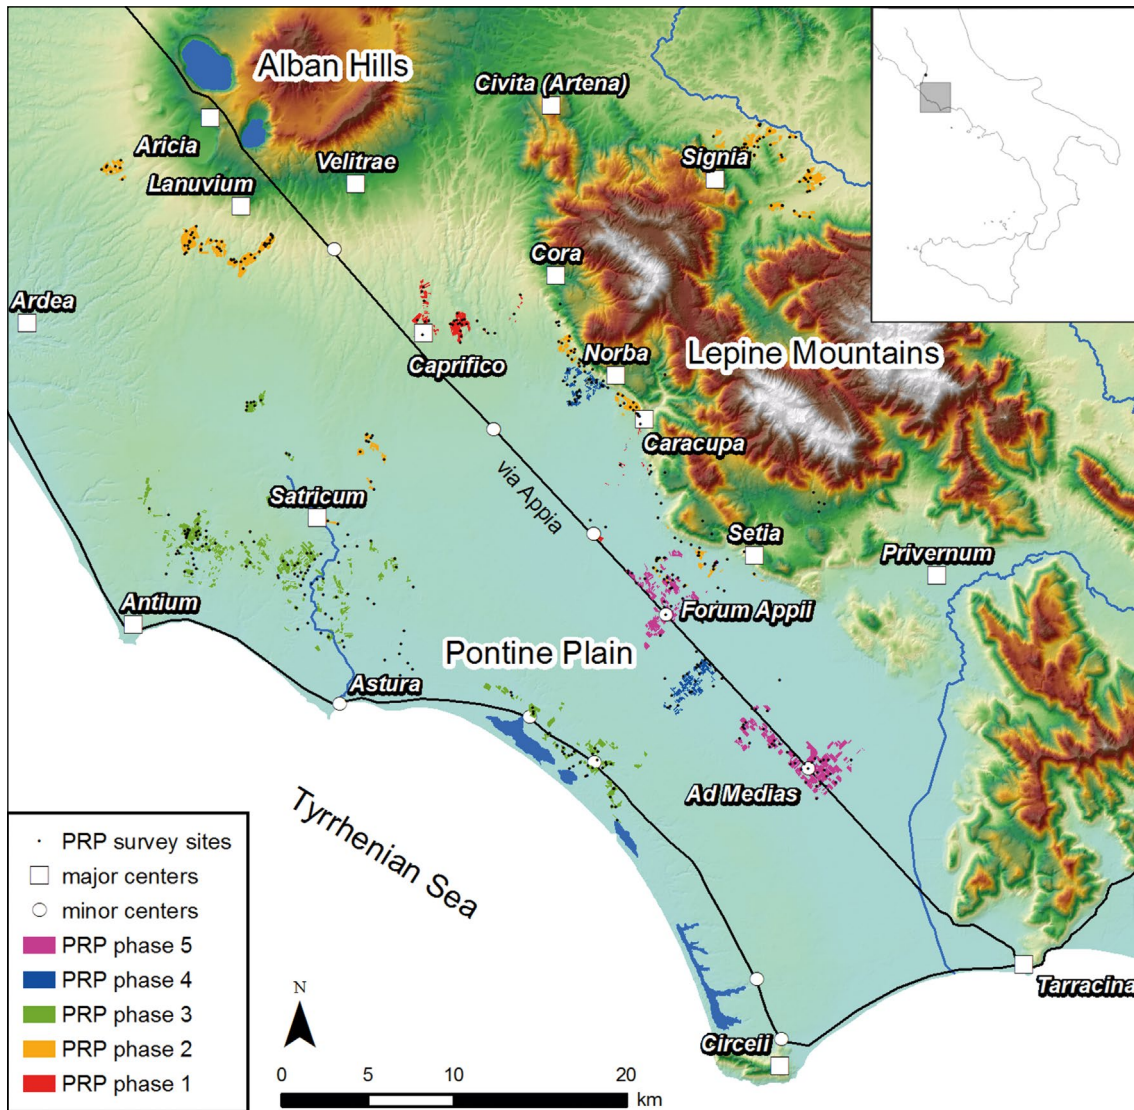 Alban Hills
Civita (Artena)
Aricia
Velitrae
Signia
Lanuvium
Cora
Ardea
Norba
Lepine Mountains
Caprifico
Caracupa
via Appia
Satricum
Setia
Privernum
Antium
Forum Appii
Pontine Plain
Astura
Ad Medias
Tyrrhenian Sea
PRP survey sites
major centers
minor centers
PRP phase 5
PRP phase 4
PRP phase 3
PRP phase 2
PRP phase 1
N
Circeii
Tarracina
0 5 10 20 km